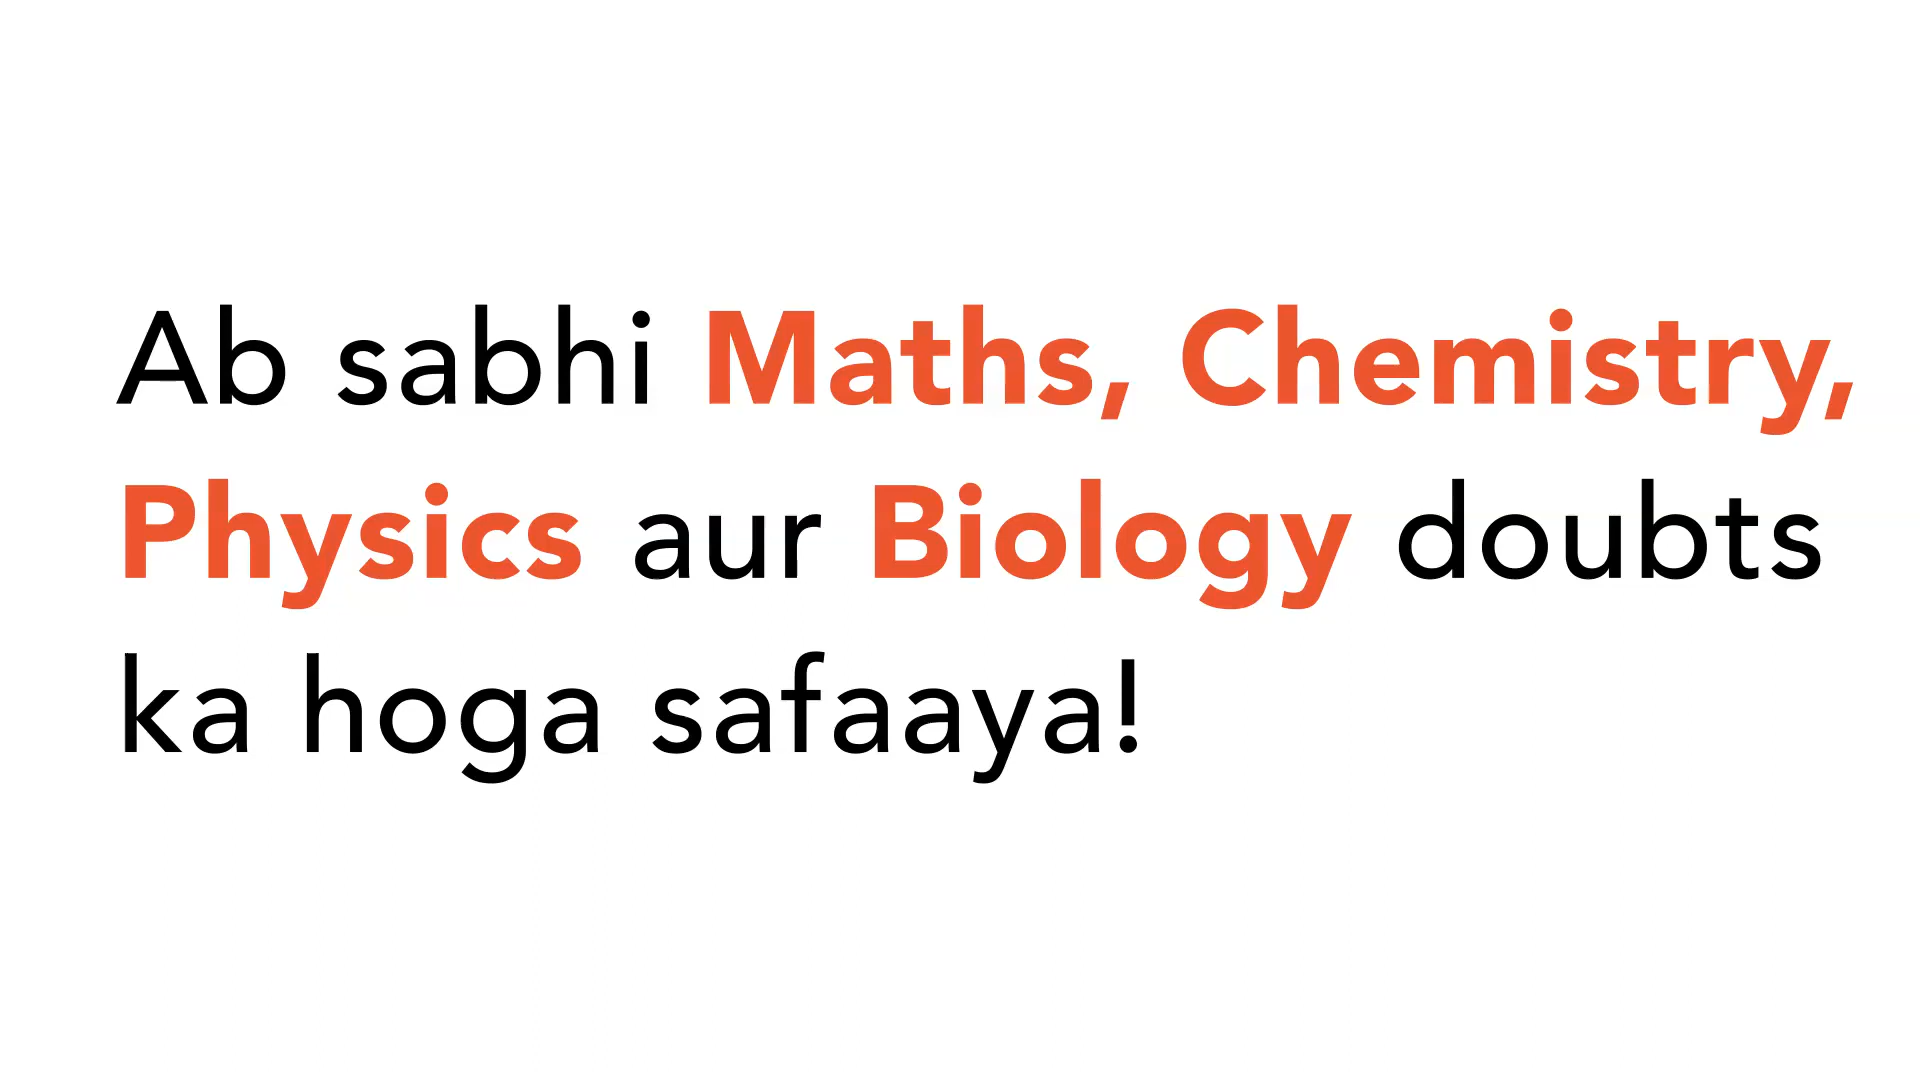 Ab sabhi Maths, Chemistry,
Physics aur Biology doubts
ka hoga safaaya!